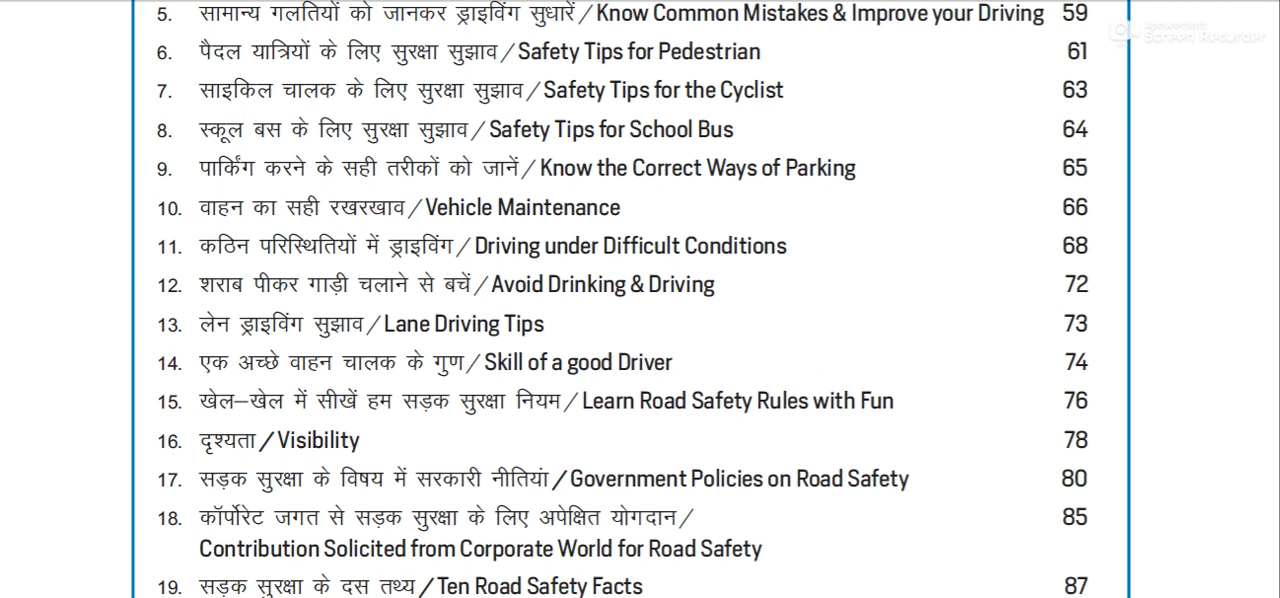 5. सामान्य गलतियों को जानकर ड्राइविंग सुधारें/Know Common Mistakes & Improve your Driving 59
6. पैदल यात्रियों के लिए सुरक्षा सुझाव/Safety Tips for Pedestrian 61
7. साइकिल चालक के लिए सुरक्षा सुझाव/Safety Tips for the Cyclist 63
8. स्कूल बस के लिए सुरक्षा सुझाव/Safety Tips for School Bus 64
9. पार्किंग करने के सही तरीकों को जानें/Know the Correct Ways of Parking 65
10. वाहन का सही रखरखाव/Vehicle Maintenance 66
11. कठिन परिस्थितियों में ड्राइविंग/Driving under Difficult Conditions 68
12. शराब पीकर गाड़ी चलाने से बचें/Avoid Drinking & Driving 72
13. लेन ड्राइविंग सुझाव/Lane Driving Tips 73
14. एक अच्छे वाहन चालक के गुण/Skill of a good Driver 74
15. खेल–खेल में सीखें हम सड़क सुरक्षा नियम/Learn Road Safety Rules with Fun 76
16. दृश्यता/Visibility 78
17. सड़क सुरक्षा के विषय में सरकारी नीतियां/Government Policies on Road Safety 80
18. कॉर्पोरेट जगत से सड़क सुरक्षा के लिए अपेक्षित योगदान/ 85
Contribution Solicited from Corporate World for Road Safety
19. सड़क सुरक्षा के दस तथ्य/Ten Road Safety Facts 87
Apowersoft
Screen Recorder